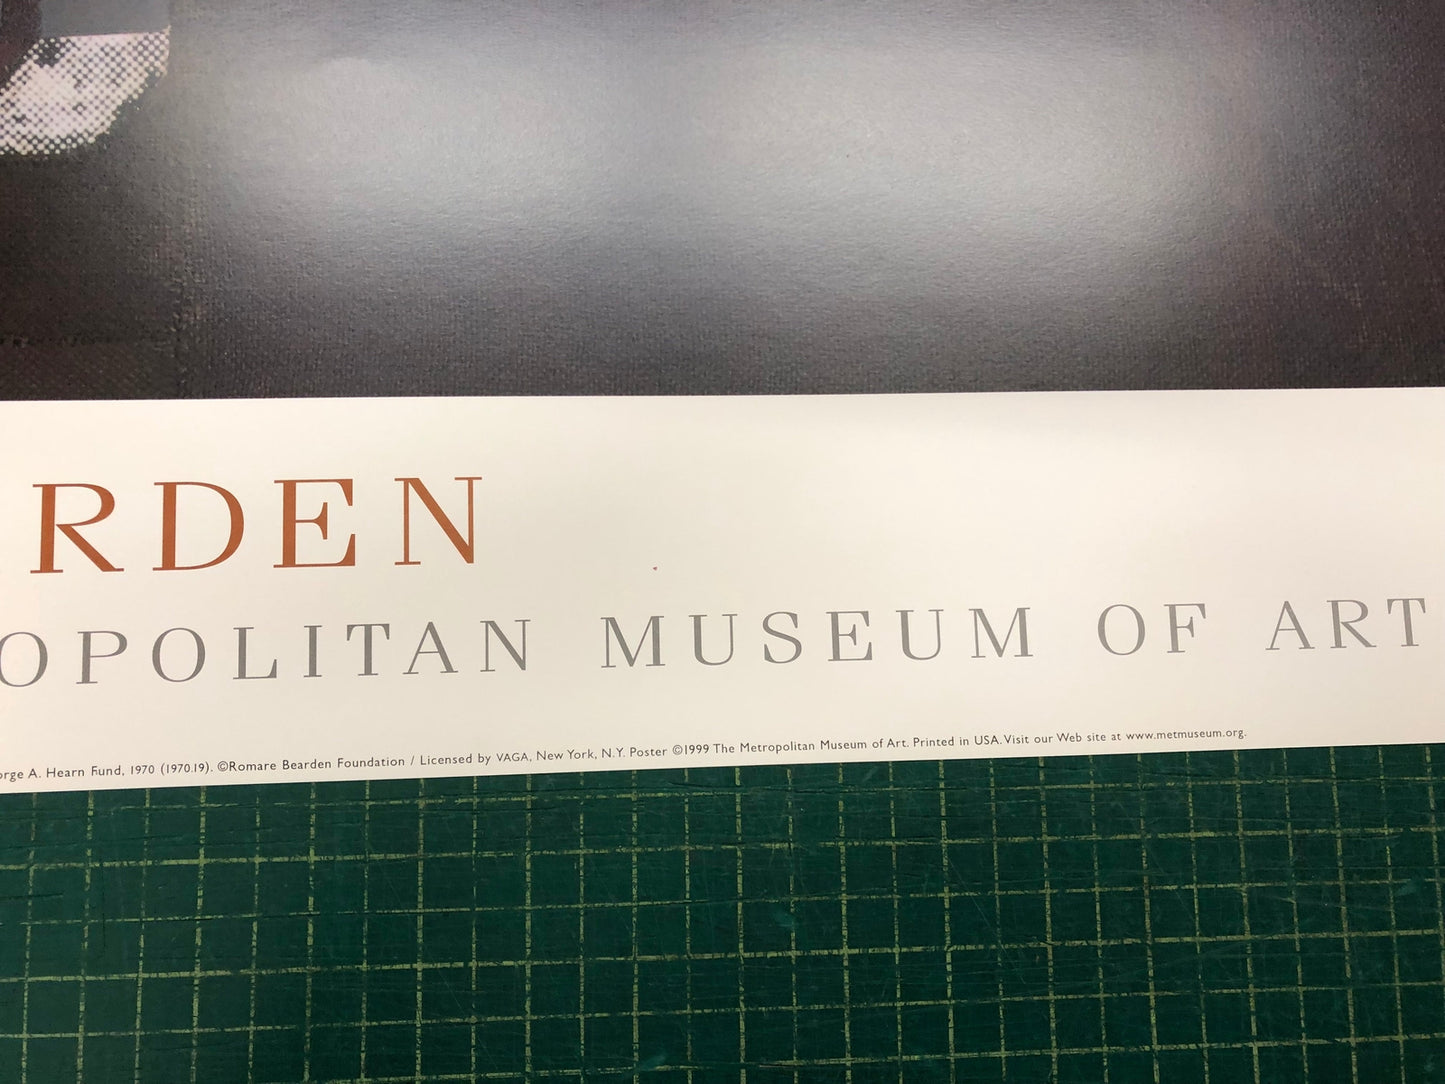 ARDEN
OPOLITAN MUSEUM OF ART
orge A. Hearn Fund, 1970 (1970.19). ©Romare Bearden Foundation / Licensed by VAGA, New York, N.Y. Poster ©1999 The Metropolitan Museum of Art. Printed in USA. Visit our Web site at www.metmuseum.org.